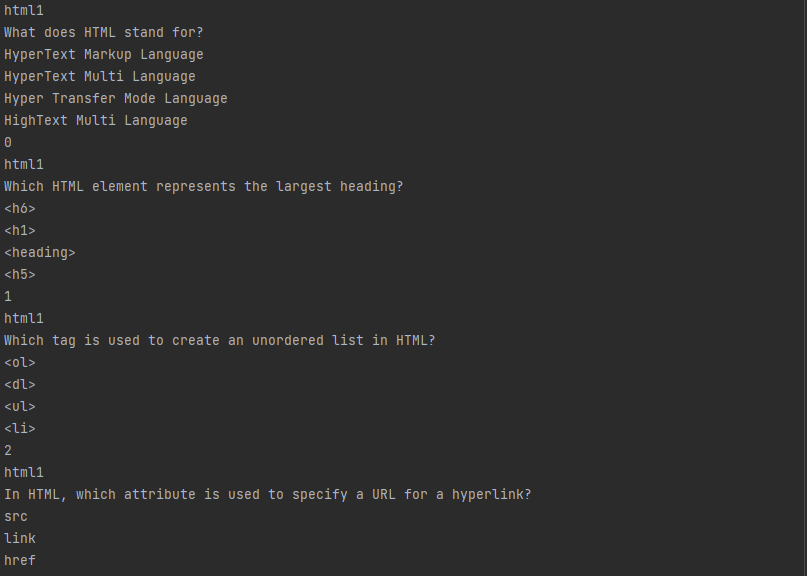 html1
What does HTML stand for?
HyperText Markup Language
HyperText Multi Language
Hyper Transfer Mode Language
HighText Multi Language
0
html1
Which HTML element represents the largest heading?
<h6>
<h1>
<heading>
<h5>
1
html1
Which tag is used to create an unordered list in HTML?
<ol>
<dl>
<ul>
<li>
2
html1
In HTML, which attribute is used to specify a URL for a hyperlink?
src
link
href